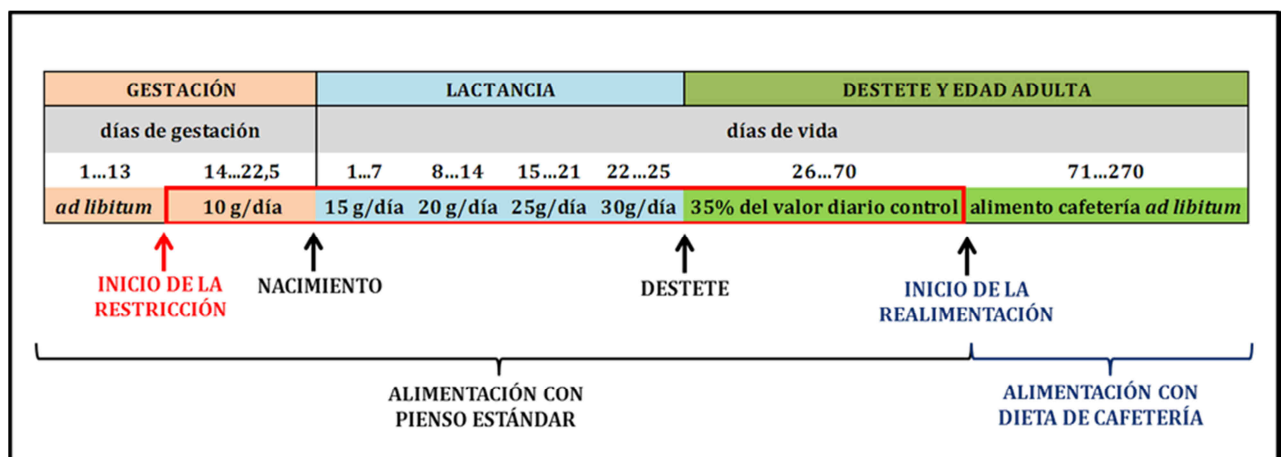 GESTACIÓN LACTANCIA DESTETE Y EDAD ADULTA
días de gestación días de vida
1...13 14...22,5 1...7 8...14 15...21 22...25 26...70 71...270
ad libitum 10 g/día 15 g/día 20 g/día 25g/día 30g/día 35% del valor diario control alimento cafetería ad libitum
INICIO DE LA
RESTRICCIÓN
NACIMIENTO
DESTETE
INICIO DE LA
REALIMENTACIÓN
ALIMENTACIÓN CON
PIENSO ESTÁNDAR
ALIMENTACIÓN CON
DIETA DE CAFETERÍA